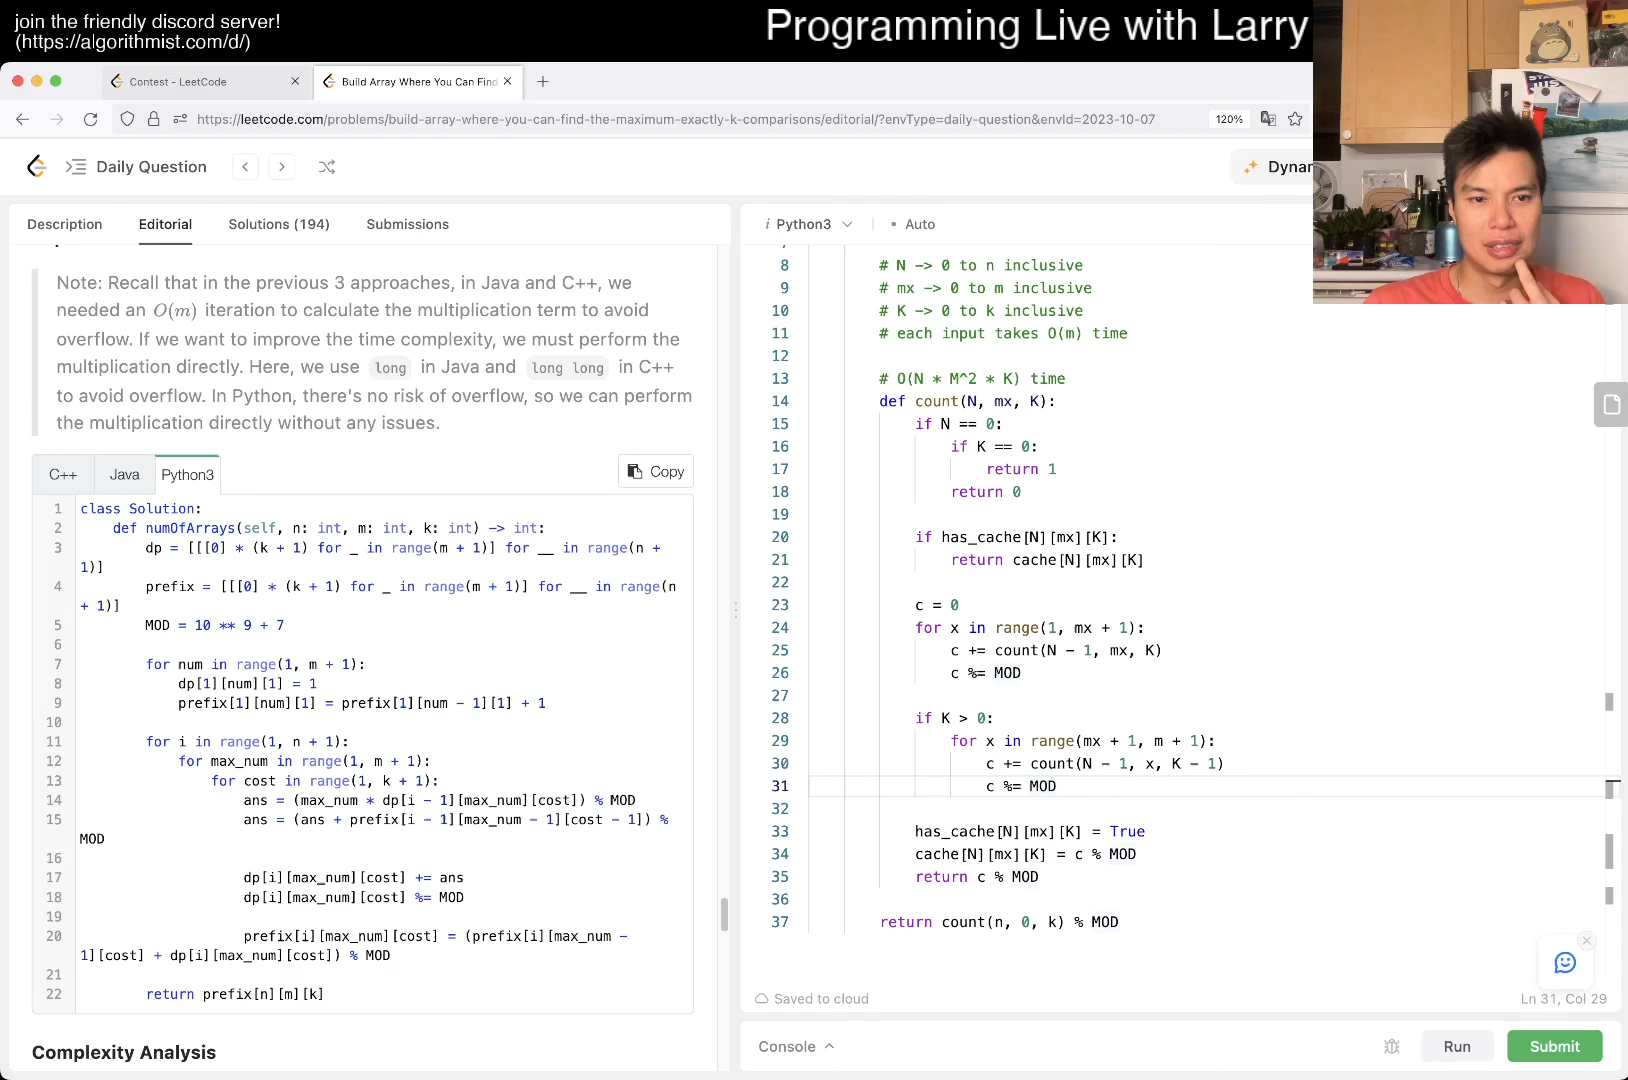 join the friendly discord server!
(https://algorithmist.com/d/)
Programming Live with Larry
Contest - LeetCode
Build Array Where You Can Find
https://leetcode.com/problems/build-array-where-you-can-find-the-maximum-exactly-k-comparisons/editorial/?envType=daily-question&envId=2023-10-07
120%
Daily Question
Dynar
Description
Editorial
Solutions (194)
Submissions
Note: Recall that in the previous 3 approaches, in Java and C++, we
needed an O(m) iteration to calculate the multiplication term to avoid
overflow. If we want to improve the time complexity, we must perform the
multiplication directly. Here, we use long in Java and long long in C++
to avoid overflow. In Python, there's no risk of overflow, so we can perform
the multiplication directly without any issues.
C++
Java
Python3
Copy
1 class Solution:
2 def numOfArrays(self, n: int, m: int, k: int) -> int:
3 dp = [[[0] * (k + 1) for _ in range(m + 1)] for __ in range(n +
1)]
4 prefix = [[[0] * (k + 1) for _ in range(m + 1)] for __ in range(n
+ 1)]
5 MOD = 10 ** 9 + 7
6
7 for num in range(1, m + 1):
8 dp[1][num][1] = 1
9 prefix[1][num][1] = prefix[1][num - 1][1] + 1
10
11 for i in range(1, n + 1):
12 for max_num in range(1, m + 1):
13 for cost in range(1, k + 1):
14 ans = (max_num * dp[i - 1][max_num][cost]) % MOD
15 ans = (ans + prefix[i - 1][max_num - 1][cost - 1]) %
MOD
16
17 dp[i][max_num][cost] += ans
18 dp[i][max_num][cost] %= MOD
19
20 prefix[i][max_num][cost] = (prefix[i][max_num -
1][cost] + dp[i][max_num][cost]) % MOD
21
22 return prefix[n][m][k]
Complexity Analysis
i Python3
• Auto
8 # N -> 0 to n inclusive
9 # mx -> 0 to m inclusive
10 # K -> 0 to k inclusive
11 # each input takes O(m) time
12
13 # O(N * M^2 * K) time
14 def count(N, mx, K):
15 if N == 0:
16 if K == 0:
17 return 1
18 return 0
19
20 if has_cache[N][mx][K]:
21 return cache[N][mx][K]
22
23 c = 0
24 for x in range(1, mx + 1):
25 c += count(N - 1, mx, K)
26 c %= MOD
27
28 if K > 0:
29 for x in range(mx + 1, m + 1):
30 c += count(N - 1, x, K - 1)
31 c %= MOD
32
33 has_cache[N][mx][K] = True
34 cache[N][mx][K] = c % MOD
35 return c % MOD
36
37 return count(n, 0, k) % MOD
Saved to cloud
Ln 31, Col 29
Console
Run
Submit